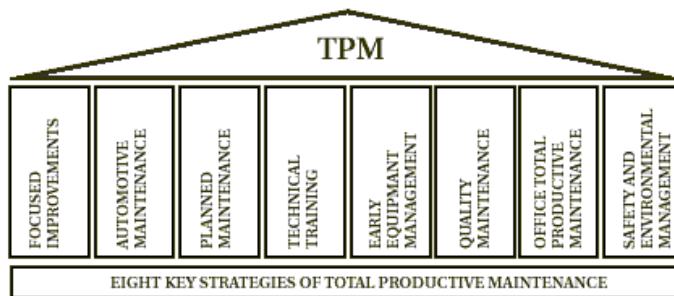 TPM
FOCUSED
IMPROVEMENTS
AUTOMOTIVE
MAINTENANCE
PLANNED
MAINTENANCE
TECHNICAL
TRAINING
EARLY
EQUIPMANT
MANAGEMENT
QUALITY
MAINTENANCE
OFFICE TOTAL
PRODUCTIVE
MAINTENANCE
SAFETY AND
ENVIRONMENTAL
MANAGEMENT
EIGHT KEY STRATEGIES OF TOTAL PRODUCTIVE MAINTENANCE